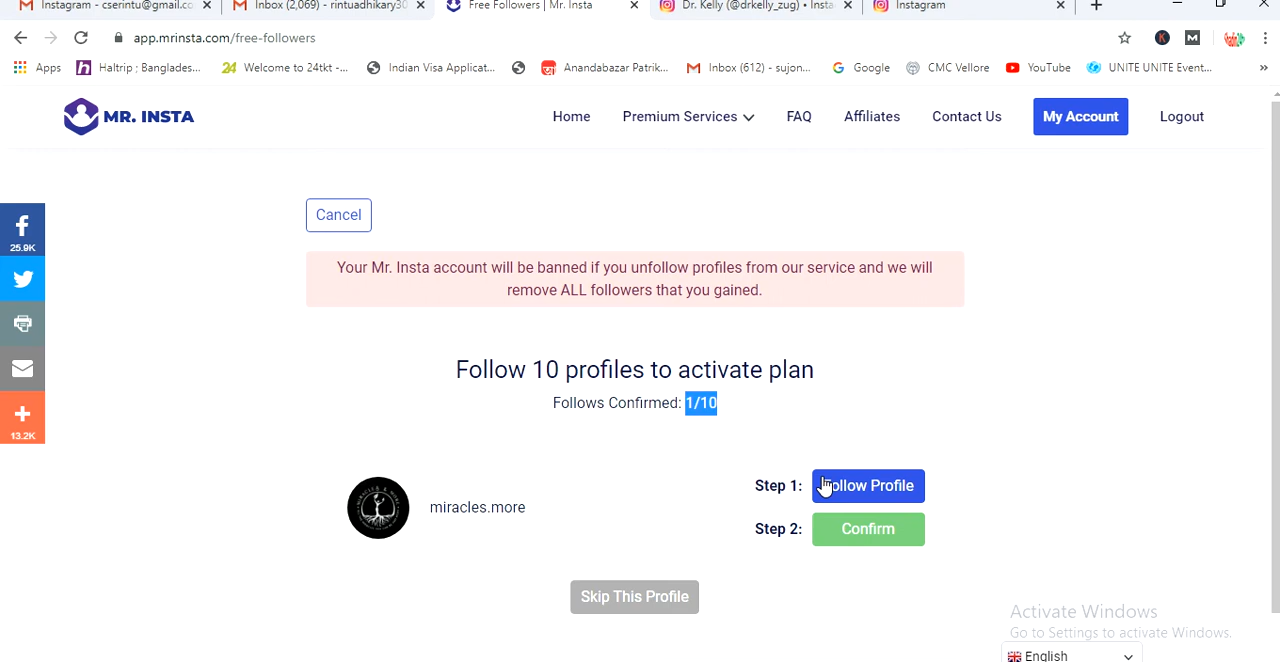 Instagram - cserintu@gmail.co
Inbox (2,069) - rintuadhikary30
Free Followers | Mr. Insta
Dr. Kelly (@drkelly_zug) • Insta
Instagram
app.mrinsta.com/free-followers
Apps
Haltrip ; Banglades...
24 Welcome to 24tkt -...
Indian Visa Applicat...
Anandabazar Patrik...
Inbox (612) - sujon...
Google
CMC Vellore
YouTube
UNITE UNITE Event...
MR. INSTA
Home
Premium Services
FAQ
Affiliates
Contact Us
My Account
Logout
Cancel
25.9K
13.2K
Your Mr. Insta account will be banned if you unfollow profiles from our service and we will
remove ALL followers that you gained.
Follow 10 profiles to activate plan
Follows Confirmed: 1/10
miracles.more
Step 1: Follow Profile
Step 2: Confirm
Skip This Profile
Activate Windows
Go to Settings to activate Windows.
English